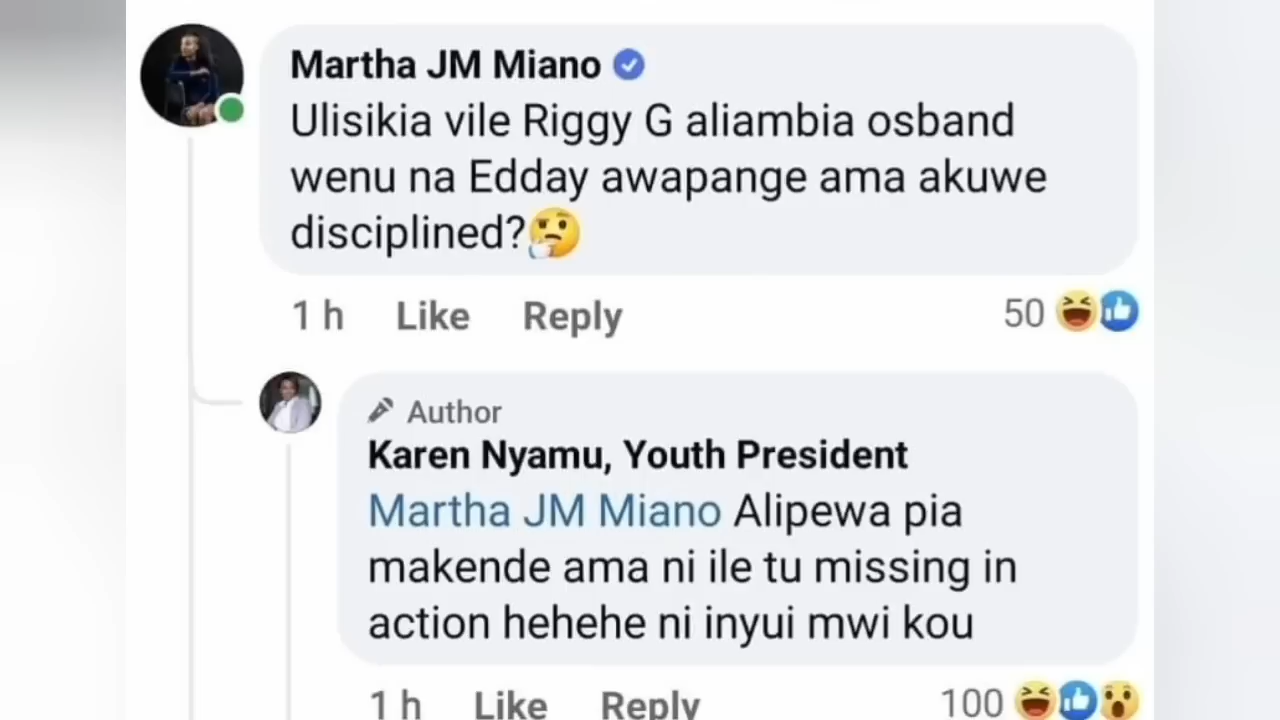 Martha JM Miano
Ulisikia vile Riggy G aliambia osband
wenu na Edday awapange ama akuwe
disciplined?🤔
1 h Like Reply 50
Author
Karen Nyamu, Youth President
Martha JM Miano Alipewa pia
makende ama ni ile tu missing in
action hehehe ni inyui mwi kou
1 h Like Reply 100